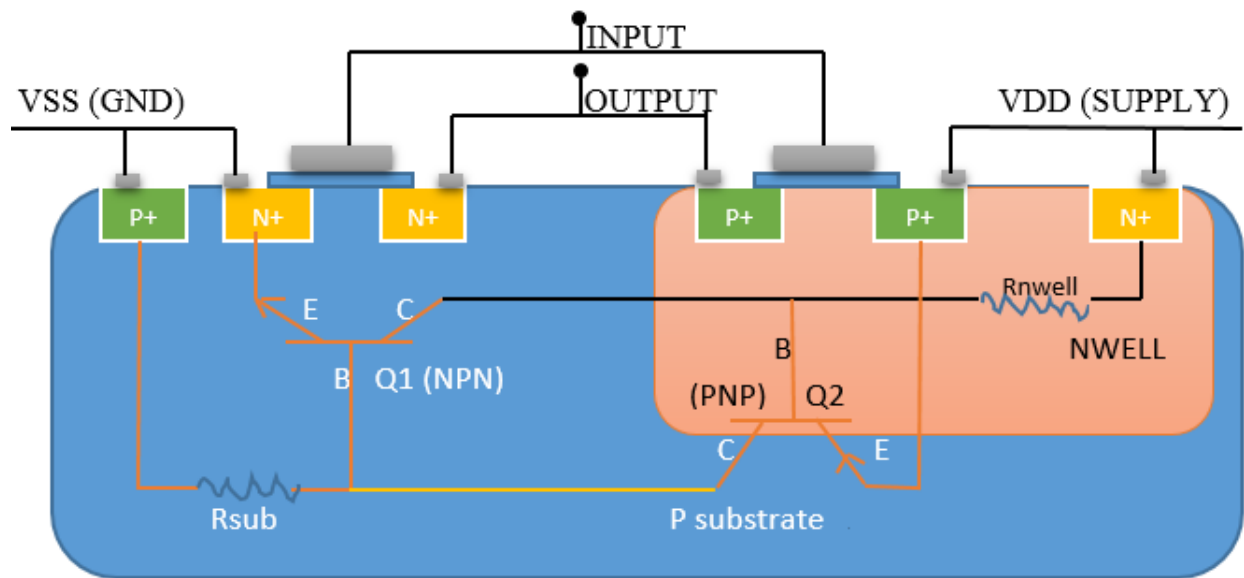 INPUT
VSS (GND)
OUTPUT
VDD (SUPPLY)
P+
N+
N+
P+
P+
N+
E
C
Rnwell
B
Q1 (NPN)
B
NWELL
(PNP)
Q2
C
E
Rsub
P substrate